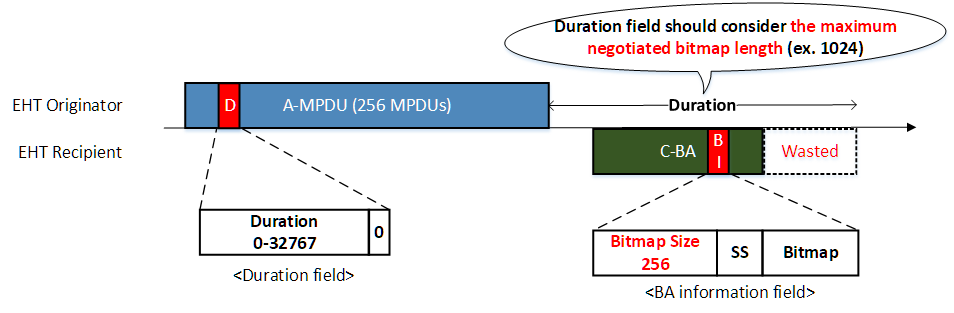 Duration field should consider the maximum
negotiated bitmap length (ex. 1024)
EHT Originator
D
A-MPDU (256 MPDUs)
Duration
EHT Recipient
C-BA
B
I
Wasted
Duration
0-32767
0
<Duration field>
Bitmap Size
256
SS
Bitmap
<BA information field>